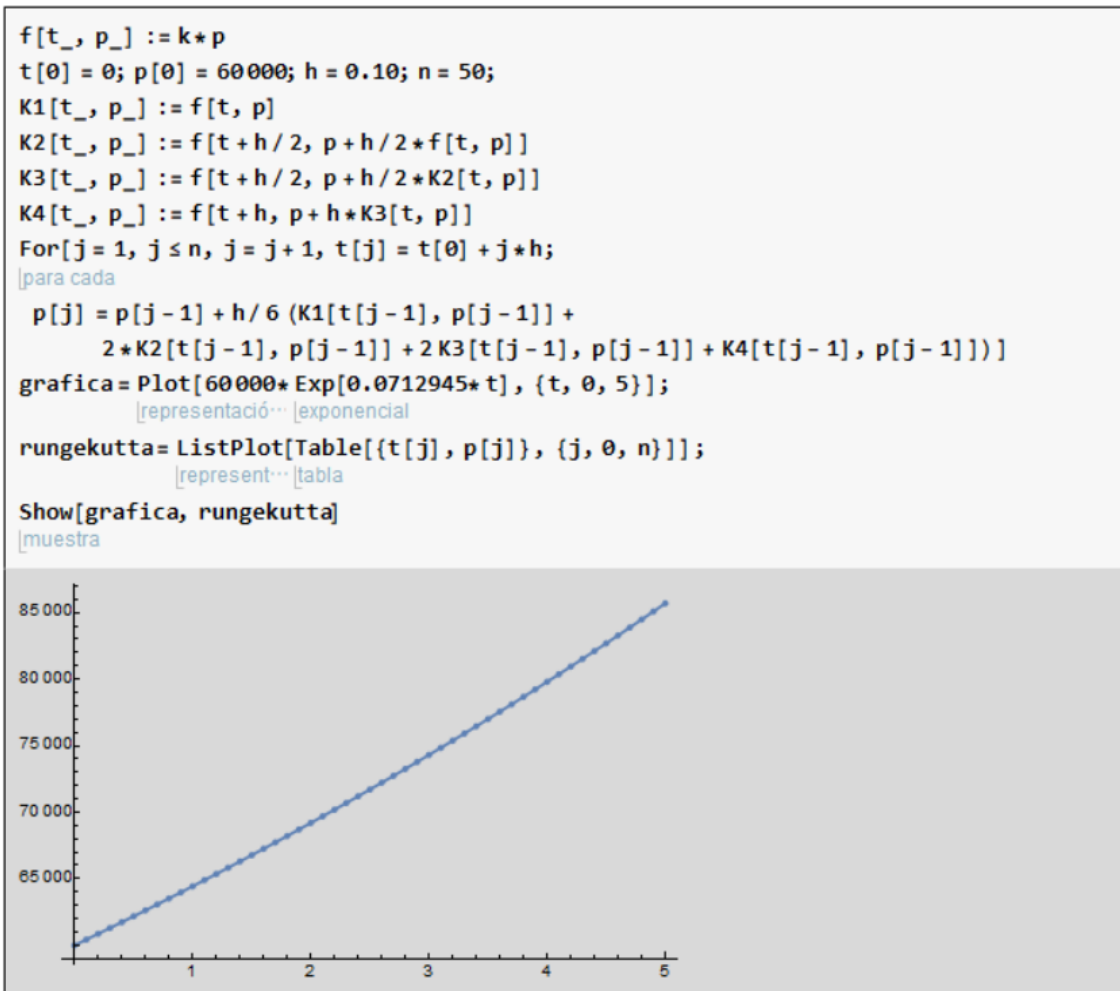 f[t_, p_] := k*p
t[0] = 0; p[0] = 60000; h = 0.10; n = 50;
K1[t_, p_] := f[t, p]
K2[t_, p_] := f[t + h / 2, p + h / 2 * f[t, p]]
K3[t_, p_] := f[t + h / 2, p + h / 2 * K2[t, p]]
K4[t_, p_] := f[t + h, p + h * K3[t, p]]
For[j = 1, j ≤ n, j = j + 1, t[j] = t[0] + j * h;
para cada
p[j] = p[j - 1] + h / 6 (K1[t[j - 1], p[j - 1]] +
2 * K2[t[j - 1], p[j - 1]] + 2 K3[t[j - 1], p[j - 1]] + K4[t[j - 1], p[j - 1]])]
grafica = Plot[60000* Exp[0.0712945* t], {t, 0, 5}];
representació⋯ exponencial
rungekutta= ListPlot[Table[{t[j], p[j]}, {j, 0, n}]];
represent⋯ tabla
Show[grafica, rungekutta]
muestra
85000
80000
75000
70000
65000
1 2 3 4 5